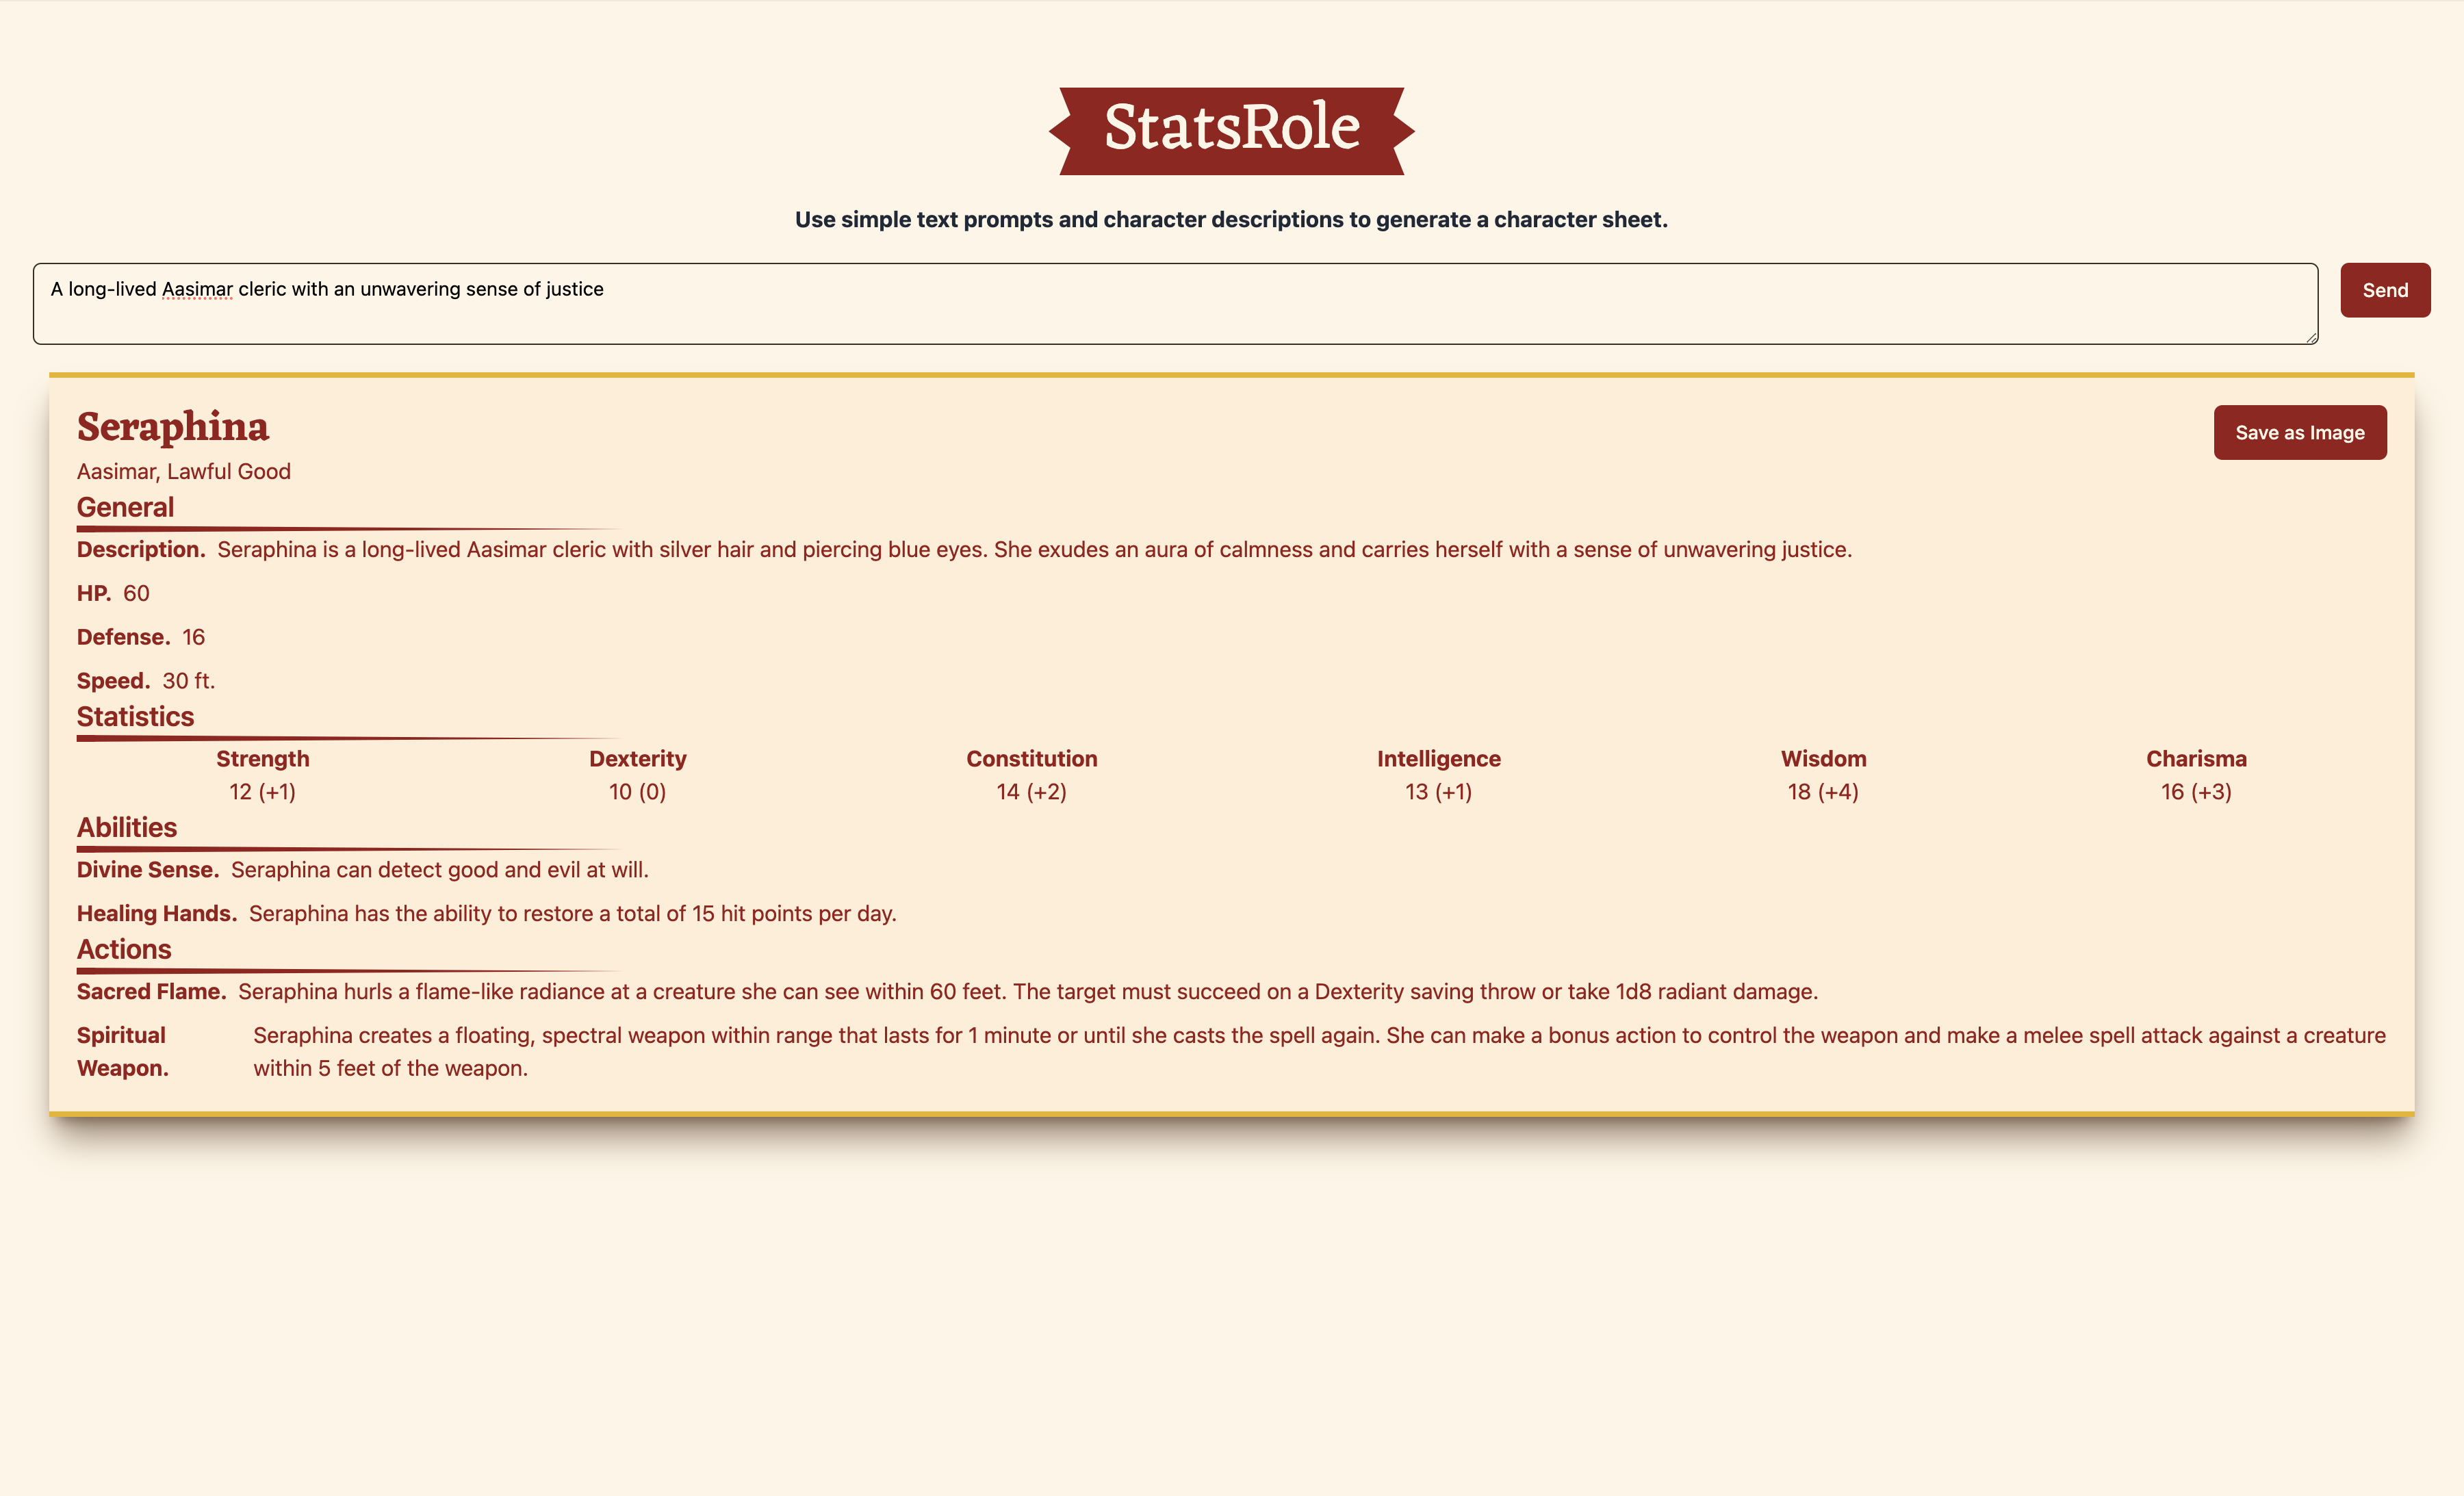 StatsRole
Use simple text prompts and character descriptions to generate a character sheet.
A long-lived Aasimar cleric with an unwavering sense of justice
Send
Seraphina
Save as Image
Aasimar, Lawful Good
General
Description. Seraphina is a long-lived Aasimar cleric with silver hair and piercing blue eyes. She exudes an aura of calmness and carries herself with a sense of unwavering justice.
HP. 60
Defense. 16
Speed. 30 ft.
Statistics
Strength Dexterity Constitution Intelligence Wisdom Charisma
12 (+1) 10 (0) 14 (+2) 13 (+1) 18 (+4) 16 (+3)
Abilities
Divine Sense. Seraphina can detect good and evil at will.
Healing Hands. Seraphina has the ability to restore a total of 15 hit points per day.
Actions
Sacred Flame. Seraphina hurls a flame-like radiance at a creature she can see within 60 feet. The target must succeed on a Dexterity saving throw or take 1d8 radiant damage.
Spiritual Seraphina creates a floating, spectral weapon within range that lasts for 1 minute or until she casts the spell again. She can make a bonus action to control the weapon and make a melee spell attack against a creature
Weapon. within 5 feet of the weapon.